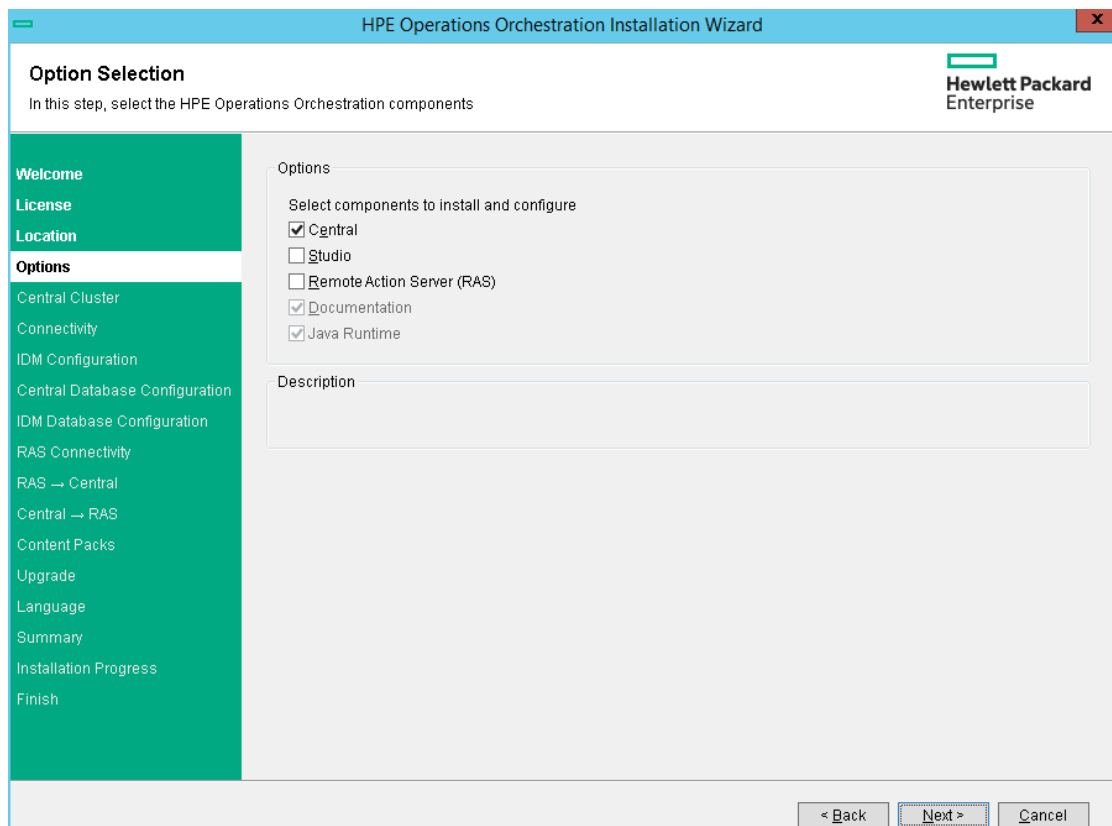 HPE Operations Orchestration Installation Wizard
x
Option Selection
In this step, select the HPE Operations Orchestration components
Hewlett Packard
Enterprise
Welcome
License
Location
Options
Central Cluster
Connectivity
IDM Configuration
Central Database Configuration
IDM Database Configuration
RAS Connectivity
RAS → Central
Central → RAS
Content Packs
Upgrade
Language
Summary
Installation Progress
Finish
Options
Select components to install and configure
Central
Studio
Remote Action Server (RAS)
Documentation
Java Runtime
Description
< Back
Next >
Cancel